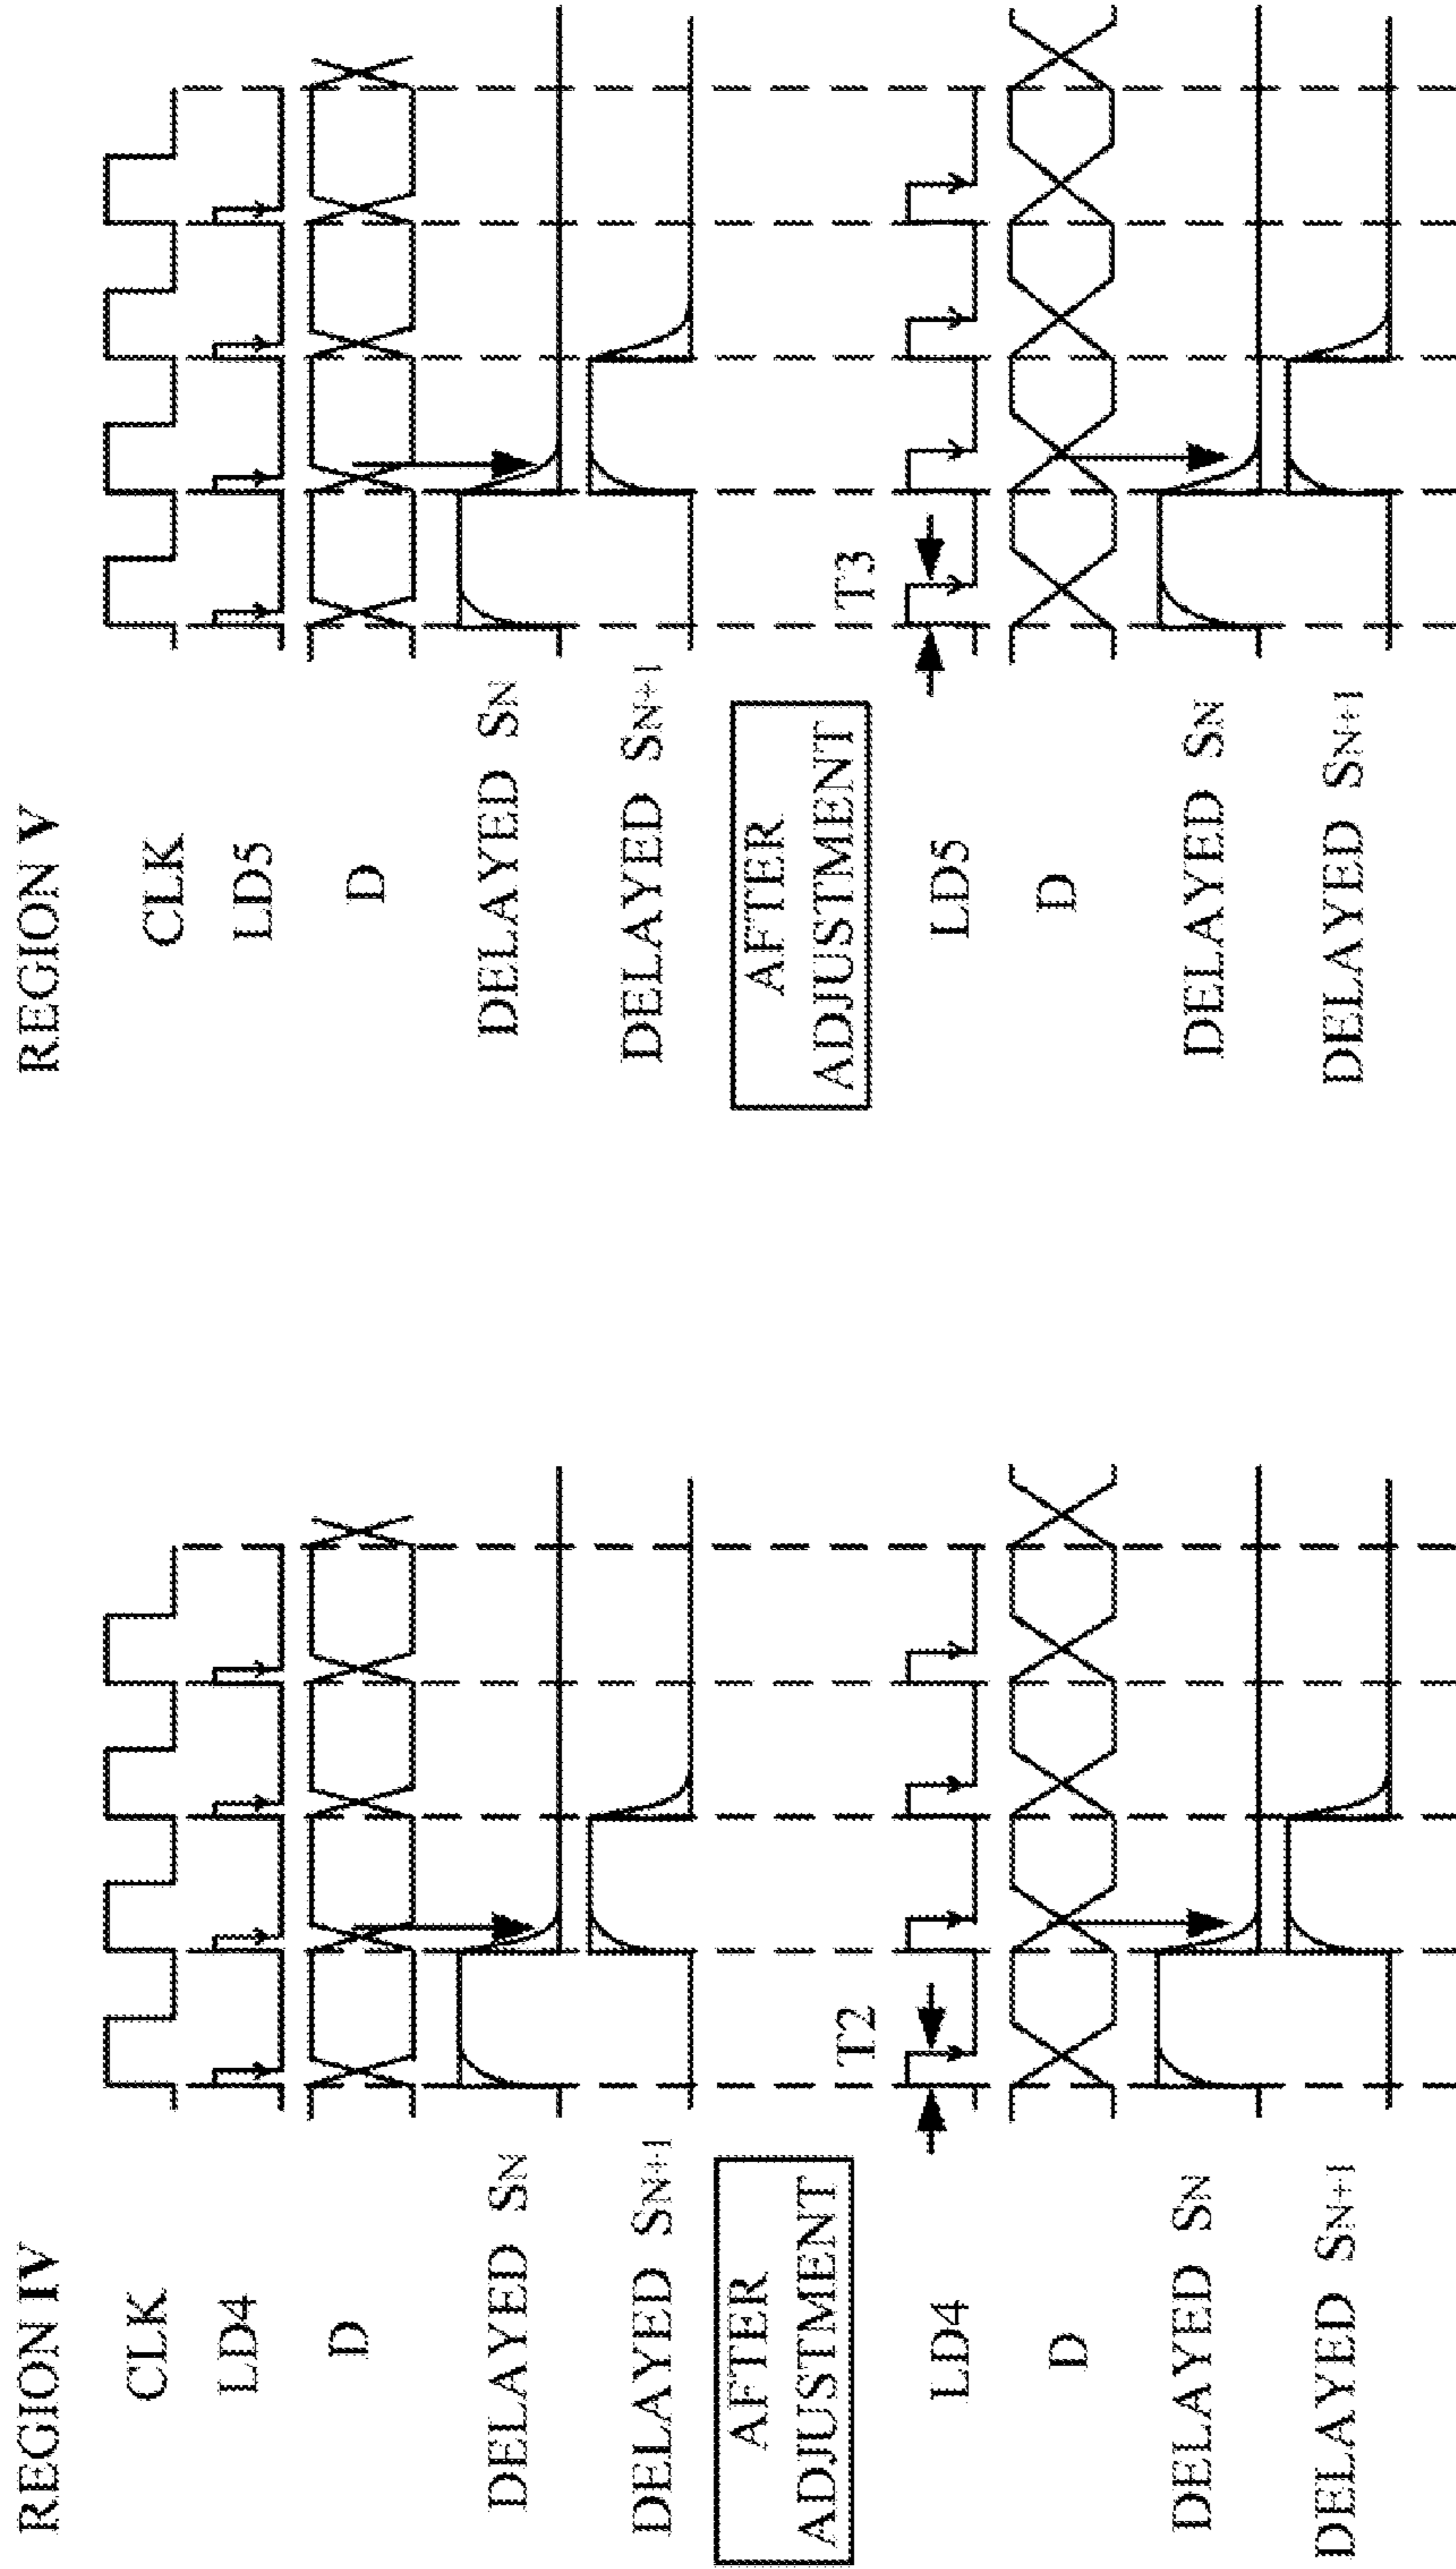 REGION IV
CLK
LD4
D
DELAYED SN
DELAYED SN+1
AFTER
ADJUSTMENT
T2
LD4
D
DELAYED SN
DELAYED SN+1
REGION V
CLK
LD5
D
DELAYED SN
DELAYED SN+1
AFTER
ADJUSTMENT
T3
LD5
D
DELAYED SN
DELAYED SN+1